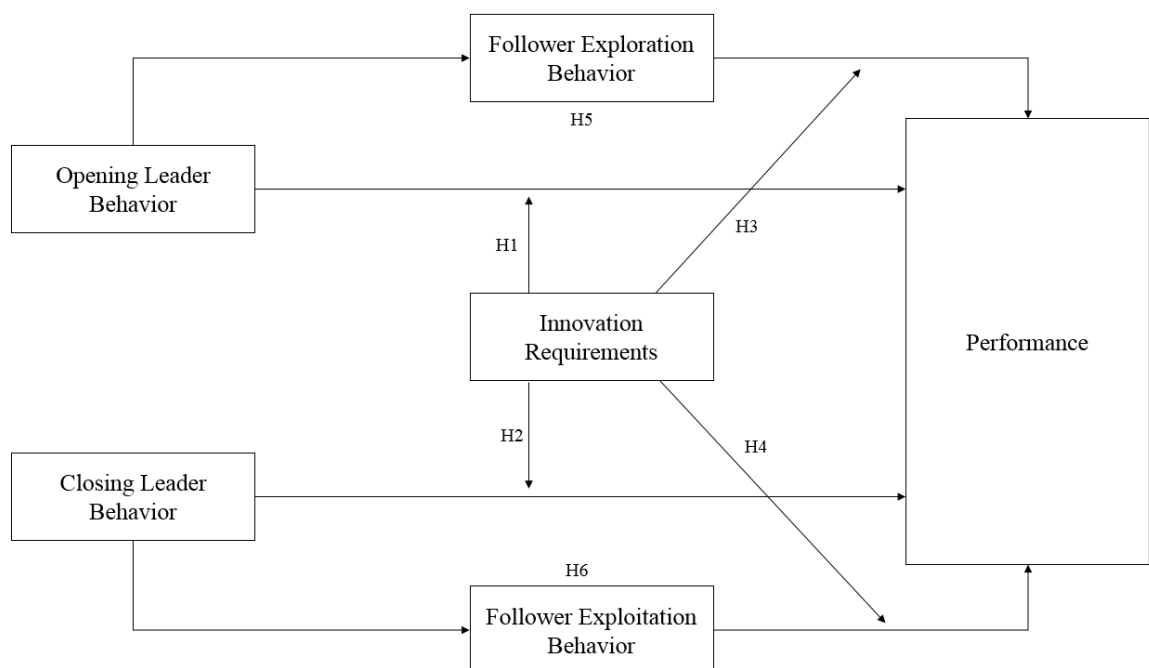 Follower Exploration
Behavior
H5
Opening Leader
Behavior
H3
H1
Innovation
Requirements
Performance
H2
H4
Closing Leader
Behavior
H6
Follower Exploitation
Behavior